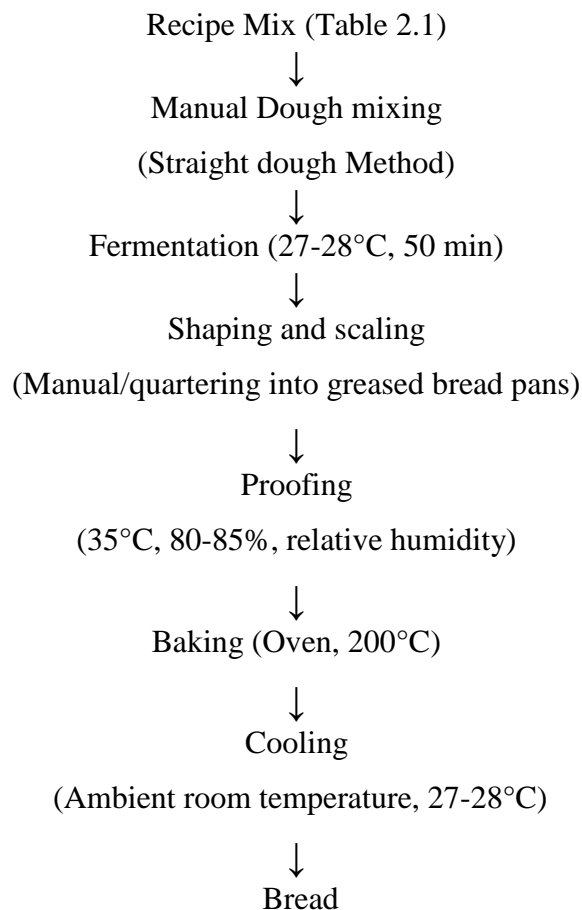 Recipe Mix (Table 2.1)
↓
Manual Dough mixing
(Straight dough Method)
↓
Fermentation (27-28°C, 50 min)
↓
Shaping and scaling
(Manual/quartering into greased bread pans)
↓
Proofing
(35°C, 80-85%, relative humidity)
↓
Baking (Oven, 200°C)
↓
Cooling
(Ambient room temperature, 27-28°C)
↓
Bread